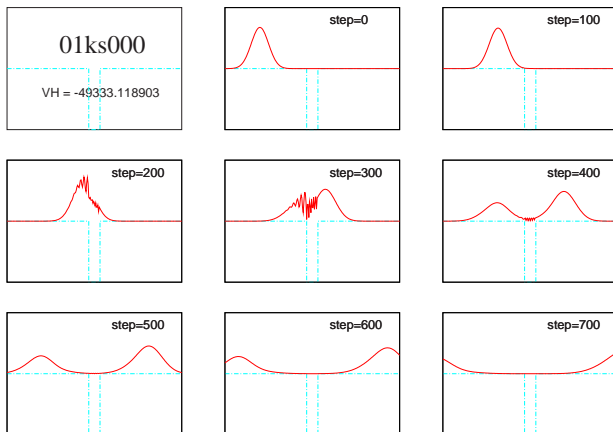 01ks000
VH = -49333.118903
step=0
step=100
step=200
step=300
step=400
step=500
step=600
step=700